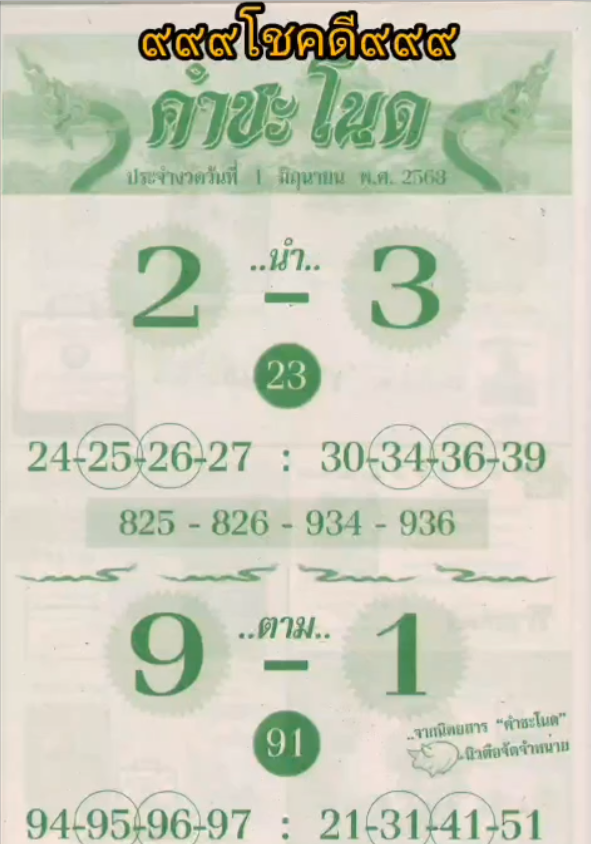 ๙๙๙โชคดี๙๙๙
คำชะโนด
ประจำงวดวันที่ 1 มิถุนายน พ.ศ. 2563
..นำ..
2 - 3
23
24-25-26-27 : 30-34-36-39
825 - 826 - 934 - 936
..ตาม..
9 - 1
91
..จากนิตยสาร "คำชะโนด"
นิวตือจัดจำหน่าย
94-95-96-97 : 21-31-41-51